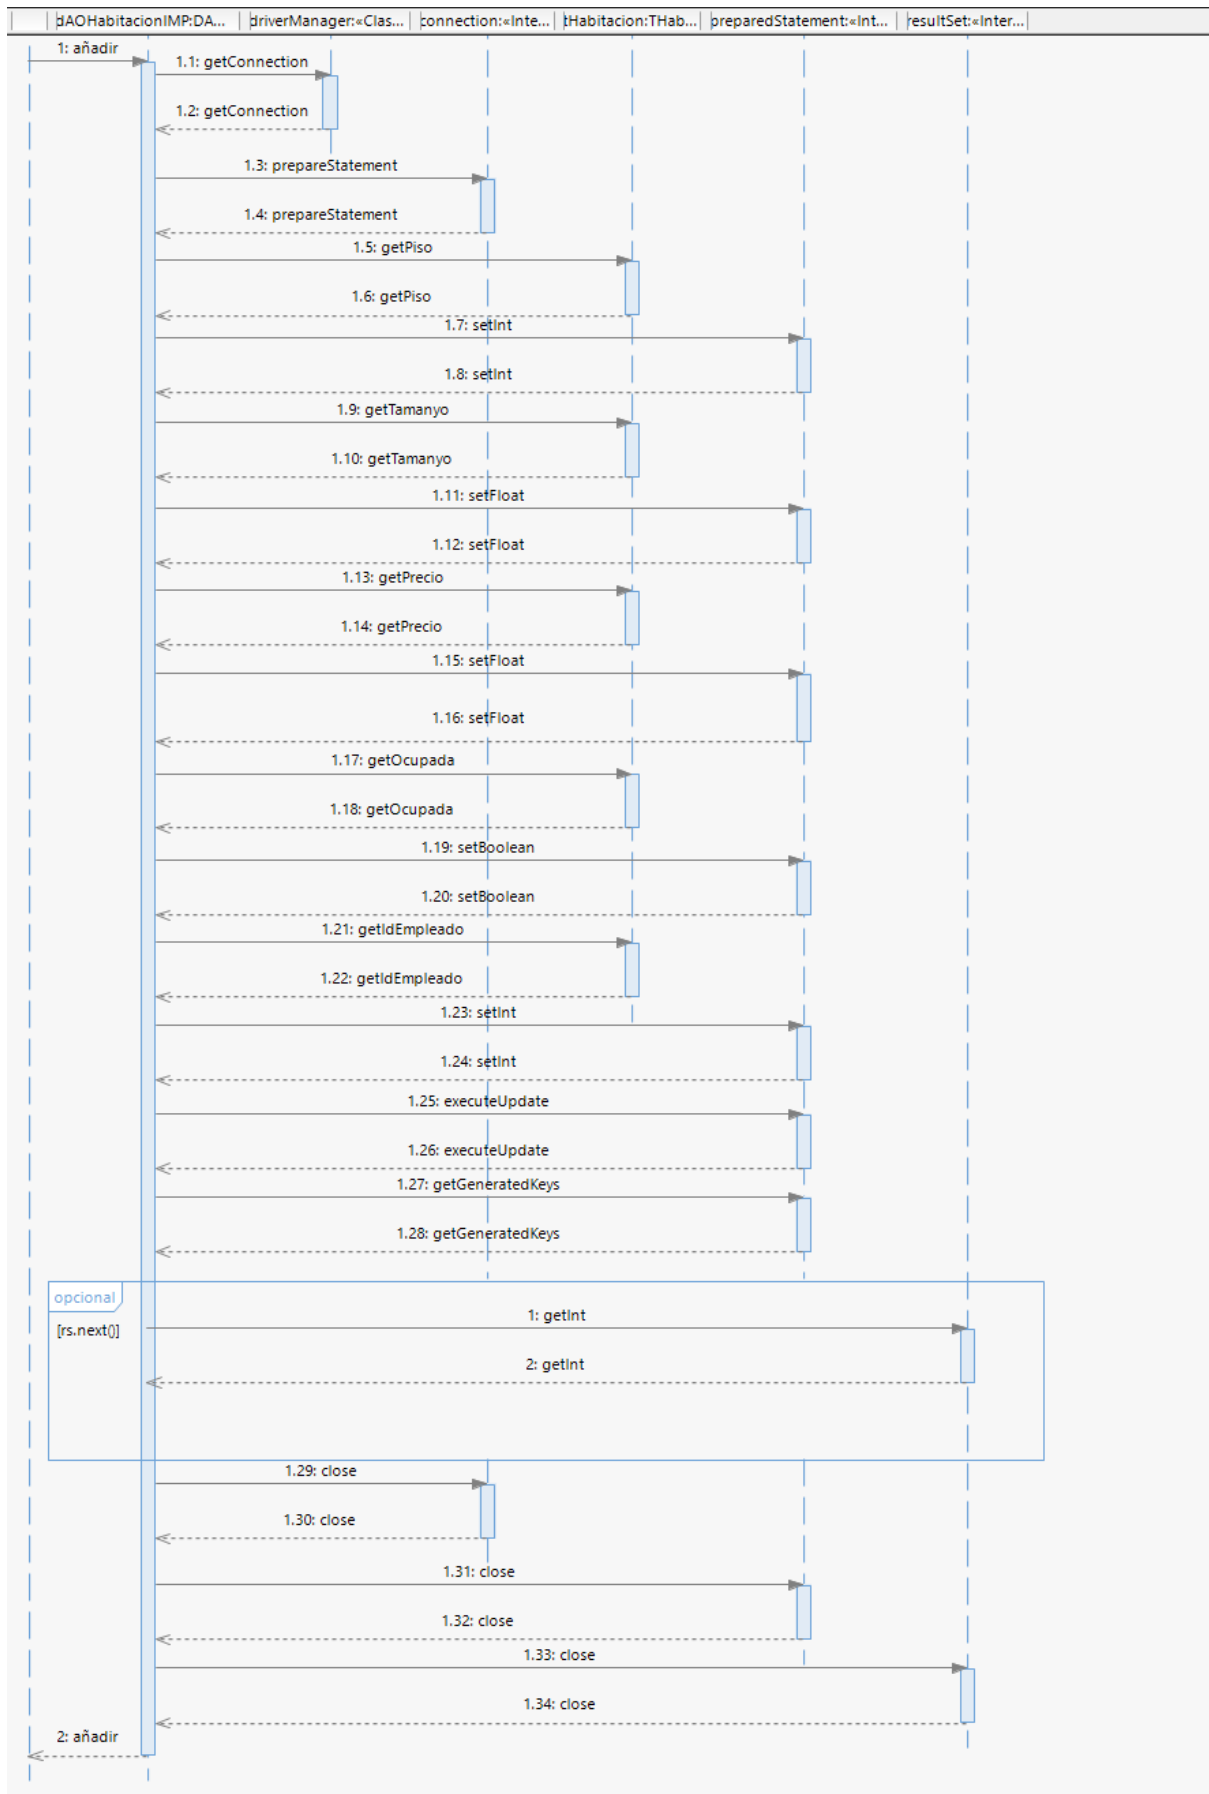 dAOHabitacionIMP:DA... driverManager:«Clas... connection:«Inte... tHabitacion:THab... preparedStatement:«Int... resultSet:«Inter...
1: añadir
1.1: getConnection
1.2: getConnection
1.3: prepareStatement
1.4: prepareStatement
1.5: getPiso
1.6: getPiso
1.7: setInt
1.8: setInt
1.9: getTamanyo
1.10: getTamanyo
1.11: setFloat
1.12: setFloat
1.13: getPrecio
1.14: getPrecio
1.15: setFloat
1.16: setFloat
1.17: getOcupada
1.18: getOcupada
1.19: setBoolean
1.20: setBoolean
1.21: getIdEmpleado
1.22: getIdEmpleado
1.23: setInt
1.24: setInt
1.25: executeUpdate
1.26: executeUpdate
1.27: getGeneratedKeys
1.28: getGeneratedKeys
opcional
1: getInt
[rs.next()]
2: getInt
1.29: close
1.30: close
1.31: close
1.32: close
1.33: close
1.34: close
2: añadir